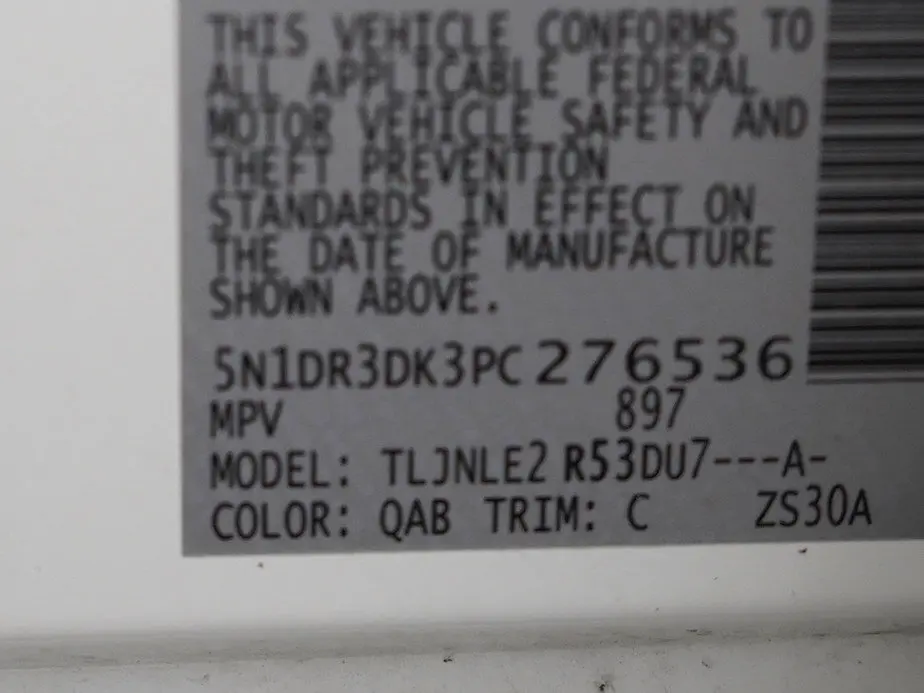 THIS VEHICLE CONFORMS TO
ALL APPLICABLE FEDERAL
MOTOR VEHICLE SAFETY AND
THEFT PREVENTION
STANDARDS IN EFFECT ON
THE DATE OF MANUFACTURE
SHOWN ABOVE.
5N1DR3DK3PC276536
MPV 897
MODEL: TLJNLE2 R53DU7---A-
COLOR: QAB TRIM: C ZS30A